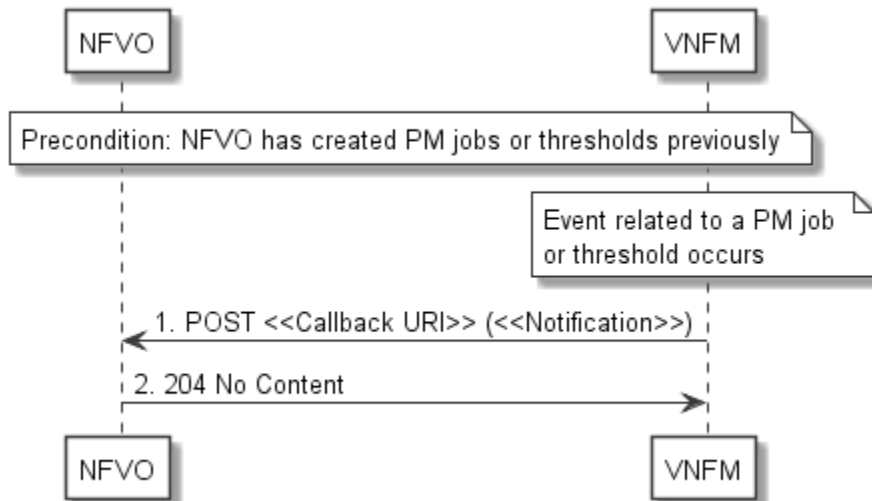 NFVO
VNFM
Precondition: NFVO has created PM jobs or thresholds previously
Event related to a PM job
or threshold occurs
1. POST <<Callback URI>> (<<Notification>>)
2. 204 No Content
NFVO
VNFM